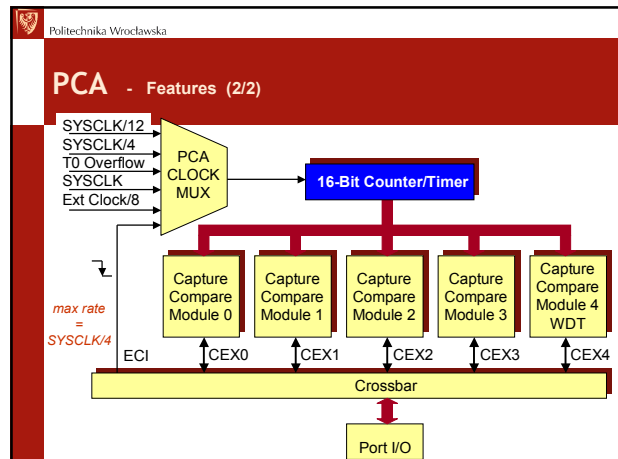 Politechnika Wrocławska
PCA - Features (2/2)
SYSCLK/12
SYSCLK/4
T0 Overflow
SYSCLK
Ext Clock/8
PCA
CLOCK
MUX
16-Bit Counter/Timer
Capture
Compare
Module 0
Capture
Compare
Module 1
Capture
Compare
Module 2
Capture
Compare
Module 3
Capture
Compare
Module 4
WDT
max rate
=
SYSCLK/4
ECI
CEX0
CEX1
CEX2
CEX3
CEX4
Crossbar
Port I/O